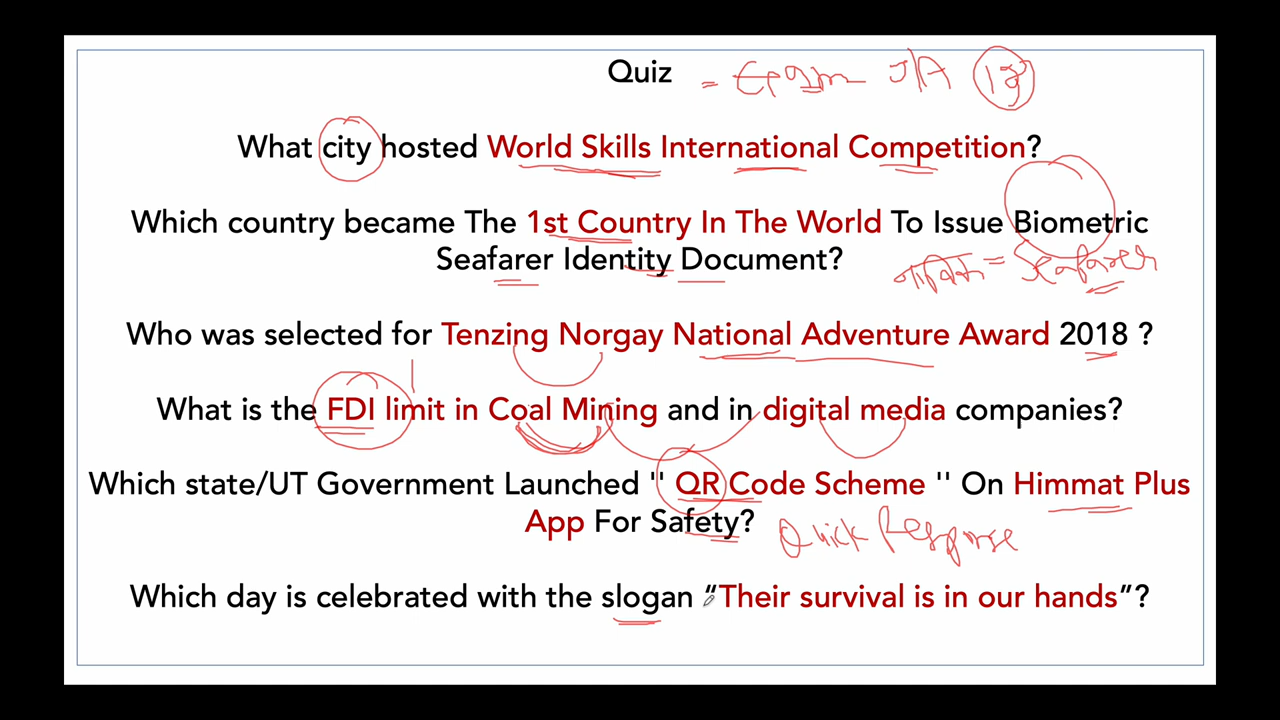 Quiz
What city hosted World Skills International Competition?
Which country became The 1st Country In The World To Issue Biometric
Seafarer Identity Document?
= Seafarer
Who was selected for Tenzing Norgay National Adventure Award 2018 ?
What is the FDI limit in Coal Mining and in digital media companies?
Which state/UT Government Launched '' QR Code Scheme '' On Himmat Plus
App For Safety?
Quick Response
Which day is celebrated with the slogan “Their survival is in our hands”?